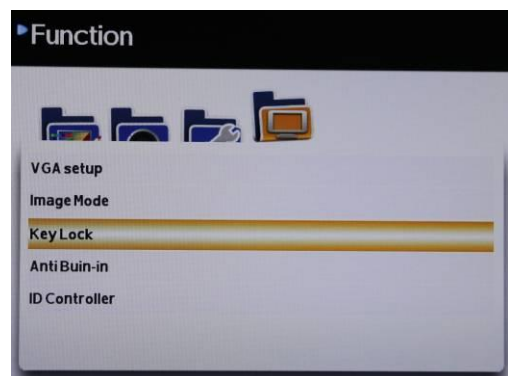 Function
VGA setup
Image Mode
Key Lock
Anti Buin-in
ID Controller